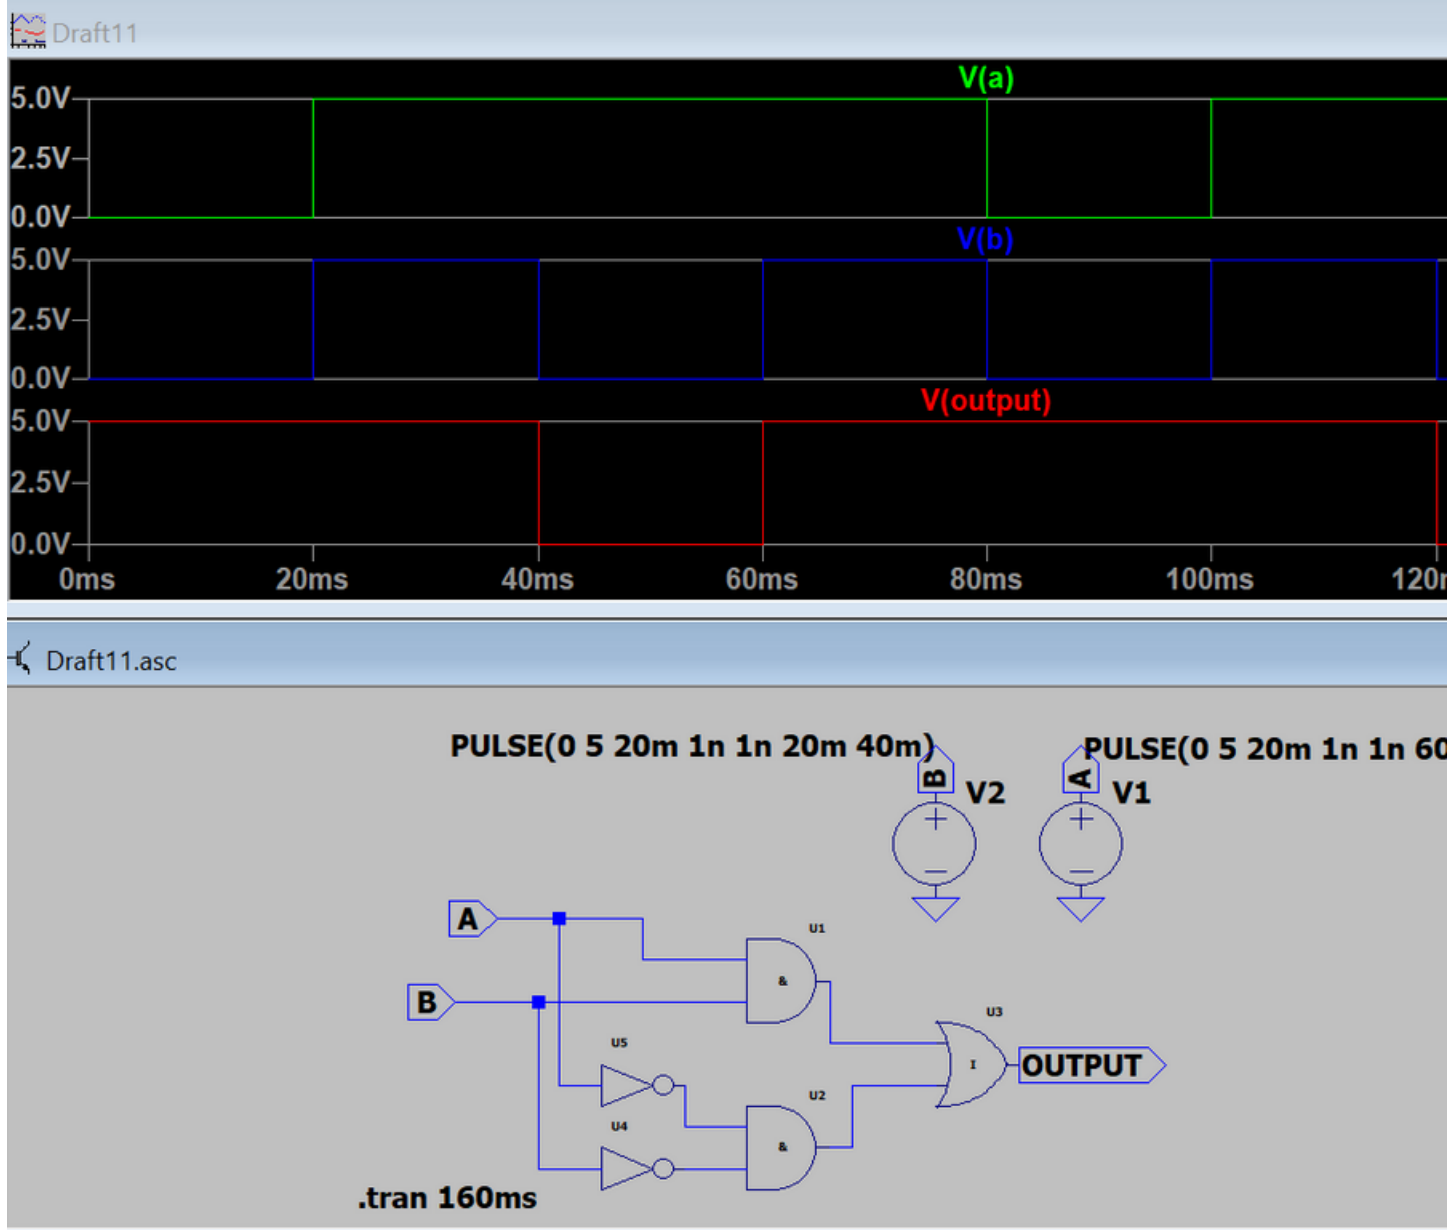 Draft11
V(a)
5.0V
2.5V
0.0V
V(b)
5.0V
2.5V
0.0V
V(output)
5.0V
2.5V
0.0V
0ms 20ms 40ms 60ms 80ms 100ms 120m
Draft11.asc
PULSE(0 5 20m 1n 1n 20m 40m)
PULSE(0 5 20m 1n 1n 60
B V2
A V1
A
U1
&
B
U3
U5
I
OUTPUT
U2
U4
&
.tran 160ms